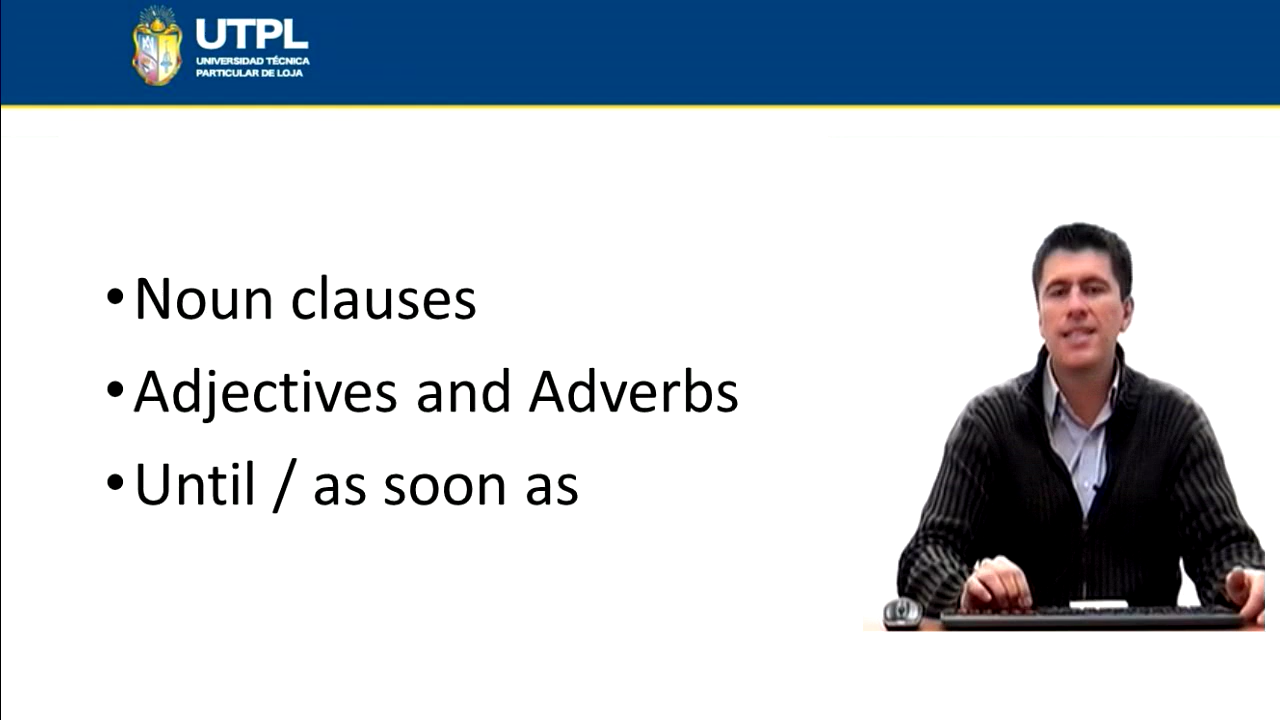 UTPL
UNIVERSIDAD TÉCNICA
PARTICULAR DE LOJA
•Noun clauses
•Adjectives and Adverbs
•Until / as soon as